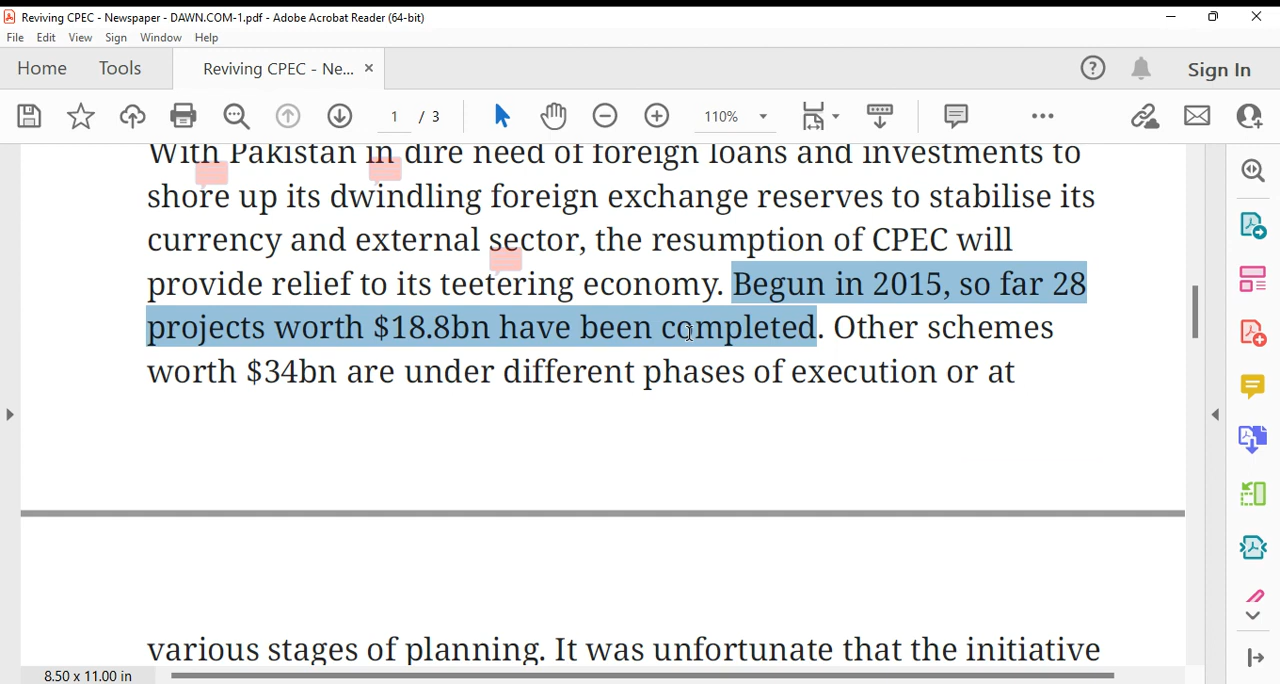 Reviving CPEC - Newspaper - DAWN.COM-1.pdf - Adobe Acrobat Reader (64-bit)
File Edit View Sign Window Help
Home Tools Reviving CPEC - Ne... × Sign In
1 / 3 110%
With Pakistan in dire need of foreign loans and investments to
shore up its dwindling foreign exchange reserves to stabilise its
currency and external sector, the resumption of CPEC will
provide relief to its teetering economy. Begun in 2015, so far 28
projects worth $18.8bn have been completed. Other schemes
worth $34bn are under different phases of execution or at
various stages of planning. It was unfortunate that the initiative
8.50 x 11.00 in